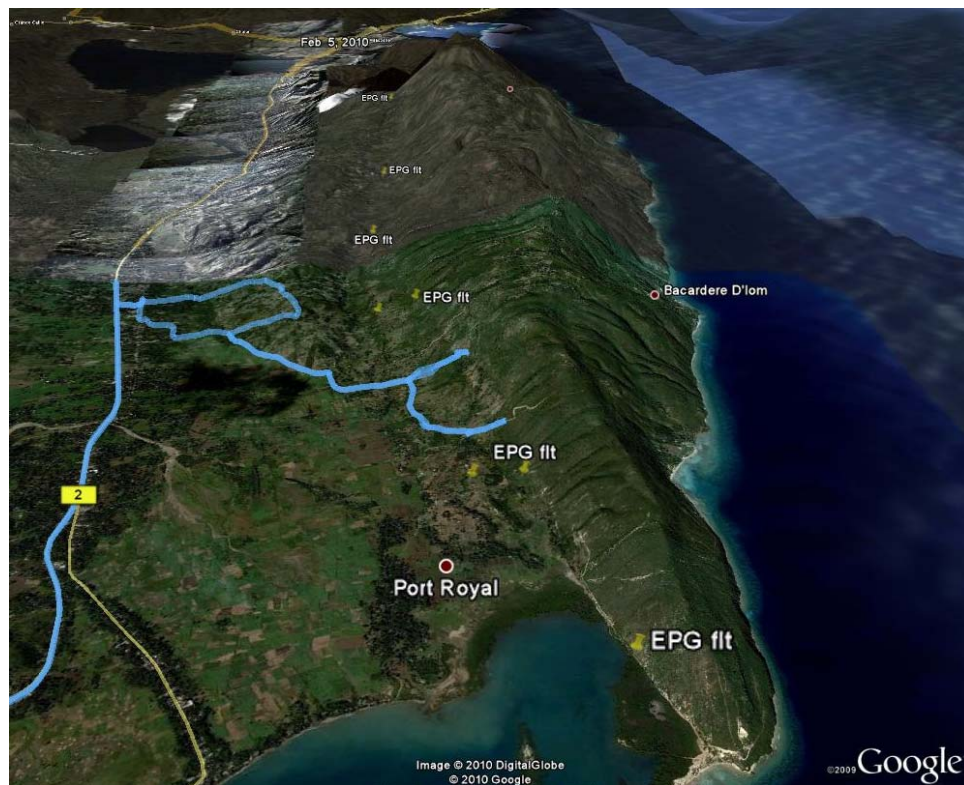 Feb. 5, 2010
EPG flt
EPG flt
EPG flt
EPG flt
Bacardere D'lom
EPG flt
2
Port Royal
EPG flt
Image © 2010 DigitalGlobe
© 2010 Google
©2009 Google